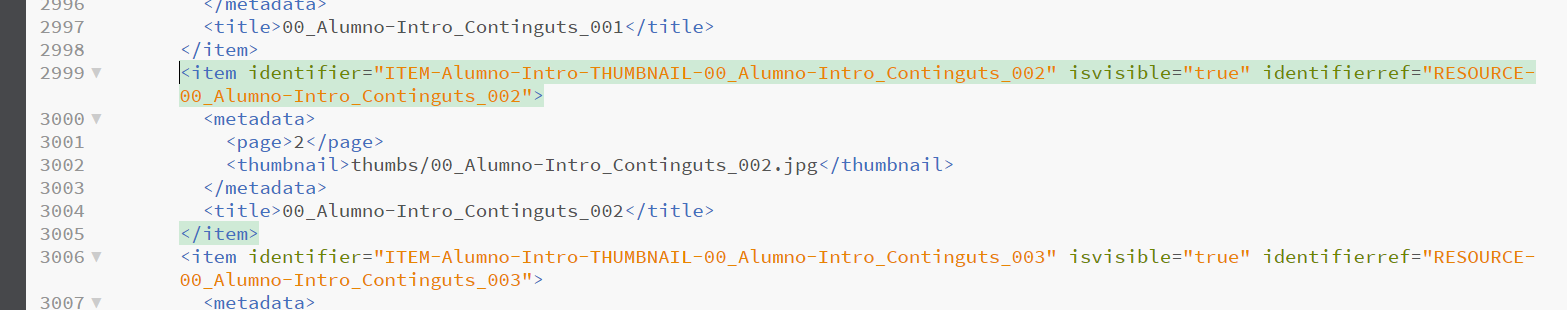 2996 </metadata>
2997 <title>00_Alumno-Intro_Continguts_001</title>
2998 </item>
2999 <item identifier="ITEM-Alumno-Intro-THUMBNAIL-00_Alumno-Intro_Continguts_002" isvisible="true" identifierref="RESOURCE-
00_Alumno-Intro_Continguts_002">
3000 <metadata>
3001 <page>2</page>
3002 <thumbnail>thumbs/00_Alumno-Intro_Continguts_002.jpg</thumbnail>
3003 </metadata>
3004 <title>00_Alumno-Intro_Continguts_002</title>
3005 </item>
3006 <item identifier="ITEM-Alumno-Intro-THUMBNAIL-00_Alumno-Intro_Continguts_003" isvisible="true" identifierref="RESOURCE-
00_Alumno-Intro_Continguts_003">
3007 <metadata>